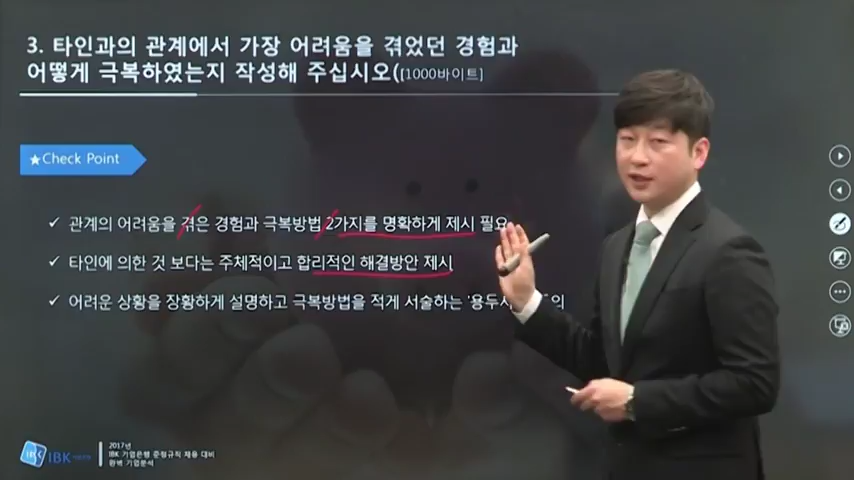 3. 타인과의 관계에서 가장 어려움을 겪었던 경험과
어떻게 극복하였는지 작성해 주십시오([1000바이트]
★Check Point
✓ 관계의 어려움을 겪은 경험과 극복방법 2가지를 명확하게 제시 필요
✓ 타인에 의한 것 보다는 주체적이고 합리적인 해결방안 제시
✓ 어려운 상황을 장황하게 설명하고 극복방법을 적게 서술하는 '용두사
IBK
2017년
IBK 기업은행 준정규직 채용 대비
완벽 기업분석